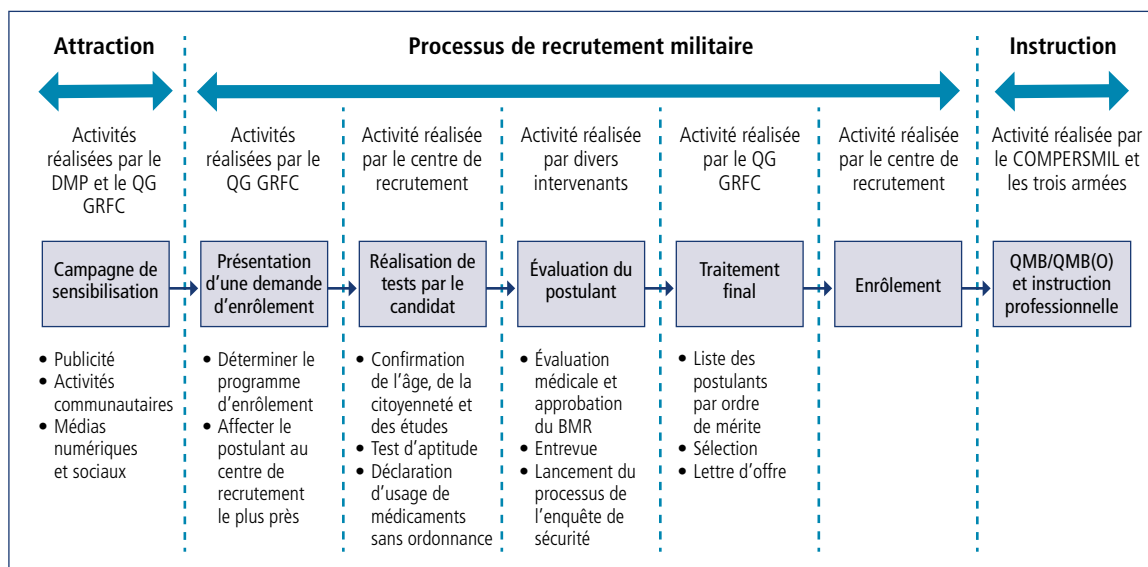 Attraction
Processus de recrutement militaire
Instruction
Activités
réalisées par le
DMP et le QG
GRFC
Activités
réalisées par le
QG GRFC
Activité réalisée
par le centre de
recrutement
Activité réalisée
par divers
intervenants
Activité réalisée
par le QG
GRFC
Activité réalisée
par le centre de
recrutement
Activité réalisée par
le COMPERSMIL et
les trois armées
Campagne de
sensibilisation
Présentation
d'une demande
d'enrôlement
Réalisation de
tests par le
candidat
Évaluation du
postulant
Traitement
final
Enrôlement
QMB/QMB(O)
et instruction
professionnelle
• Publicité
• Activités
communautaires
• Médias
numériques
et sociaux
• Déterminer le
programme
d'enrôlement
• Affecter le
postulant au
centre de
recrutement
le plus près
• Confirmation
de l'âge, de la
citoyenneté et
des études
• Test d'aptitude
• Déclaration
d'usage de
médicaments
sans ordonnance
• Évaluation
médicale et
approbation
du BMR
• Entrevue
• Lancement du
processus de
l'enquête de
sécurité
• Liste des
postulants
par ordre
de mérite
• Sélection
• Lettre d'offre